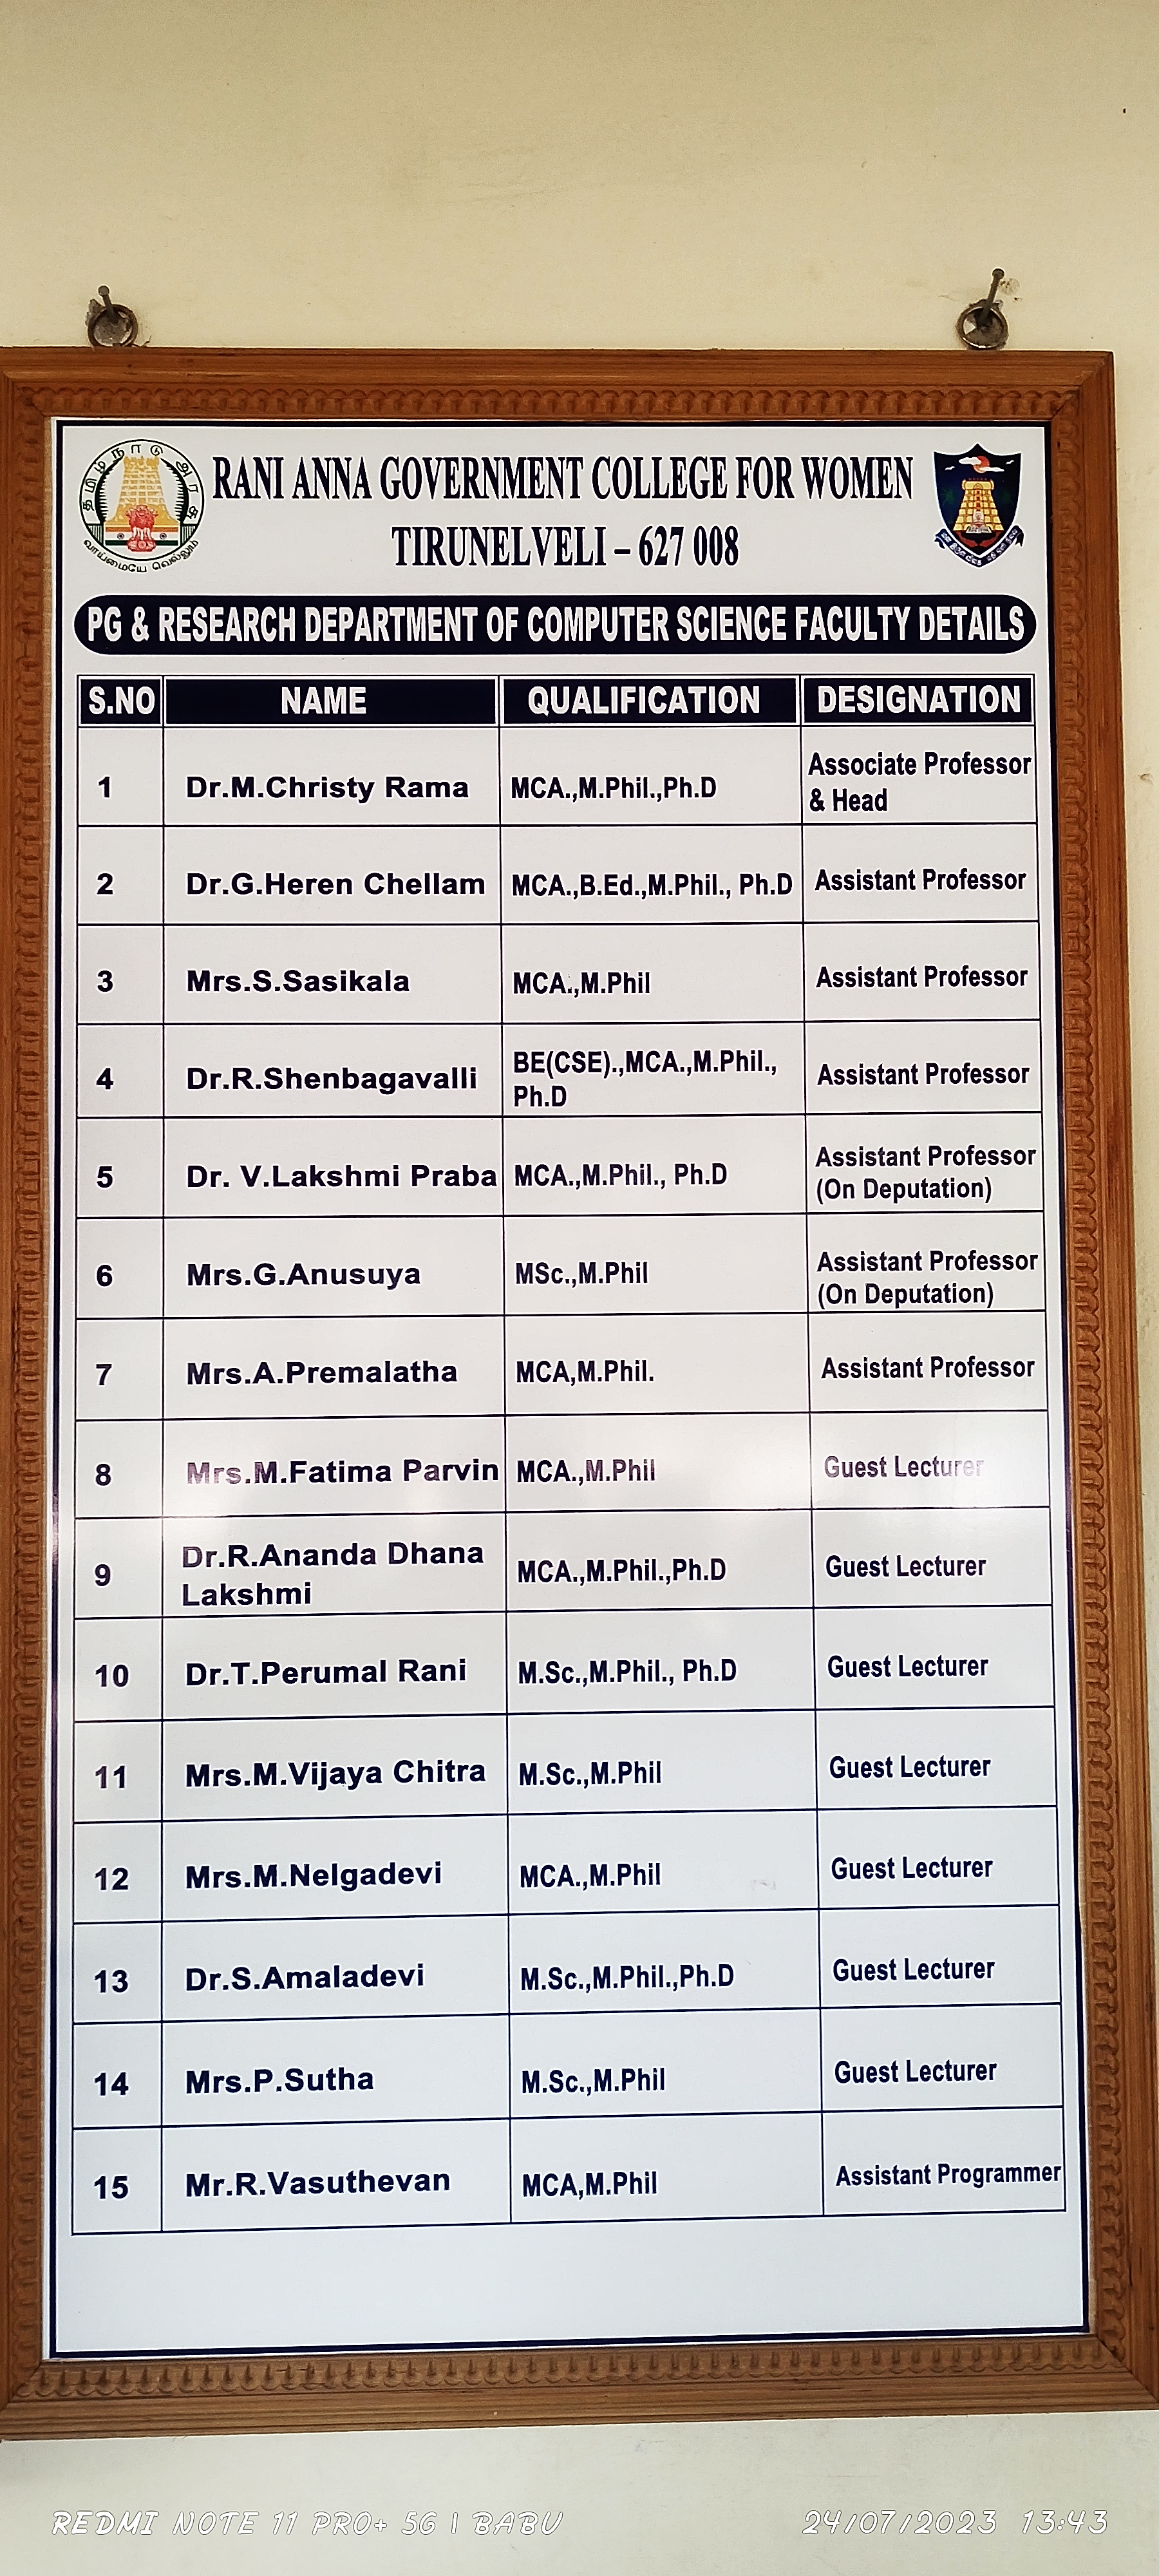 தமிழ்நாடு அரசு
வாய்மையே வெல்லும்
RANI ANNA GOVERNMENT COLLEGE FOR WOMEN
TIRUNELVELI – 627 008
PG & RESEARCH DEPARTMENT OF COMPUTER SCIENCE FACULTY DETAILS
S.NO NAME QUALIFICATION DESIGNATION
1 Dr.M.Christy Rama MCA.,M.Phil.,Ph.D Associate Professor
& Head
2 Dr.G.Heren Chellam MCA.,B.Ed.,M.Phil., Ph.D Assistant Professor
3 Mrs.S.Sasikala MCA.,M.Phil Assistant Professor
4 Dr.R.Shenbagavalli BE(CSE).,MCA.,M.Phil., Assistant Professor
Ph.D
5 Dr. V.Lakshmi Praba MCA.,M.Phil., Ph.D Assistant Professor
(On Deputation)
6 Mrs.G.Anusuya MSc.,M.Phil Assistant Professor
(On Deputation)
7 Mrs.A.Premalatha MCA,M.Phil. Assistant Professor
8 Mrs.M.Fatima Parvin MCA.,M.Phil Guest Lecturer
9 Dr.R.Ananda Dhana MCA.,M.Phil.,Ph.D Guest Lecturer
Lakshmi
10 Dr.T.Perumal Rani M.Sc.,M.Phil., Ph.D Guest Lecturer
11 Mrs.M.Vijaya Chitra M.Sc.,M.Phil Guest Lecturer
12 Mrs.M.Nelgadevi MCA.,M.Phil Guest Lecturer
13 Dr.S.Amaladevi M.Sc.,M.Phil.,Ph.D Guest Lecturer
14 Mrs.P.Sutha M.Sc.,M.Phil Guest Lecturer
15 Mr.R.Vasuthevan MCA,M.Phil Assistant Programmer
REDMI NOTE 11 PRO+ 5G | BABU 24/07/2023 13:43